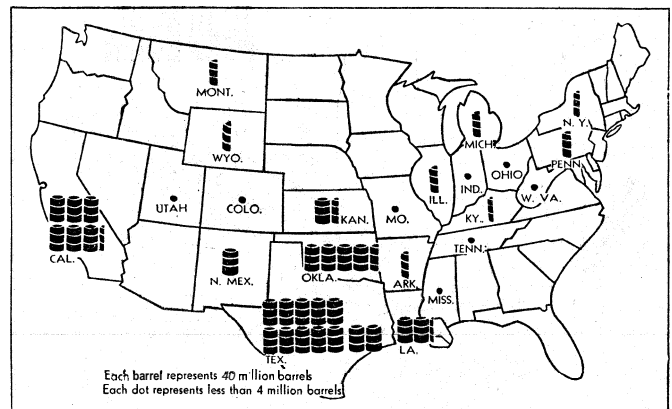 MONT.
WYO.
MICH.
N. Y.
PENN.
OHIO
IND.
ILL.
W. VA.
UTAH
COLO.
KAN.
MO.
KY.
CAL.
TENN.
N. MEX.
OKLA.
ARK.
MISS.
TEX.
LA.
Each barrel represents 40 million barrels
Each dot represents less than 4 million barrels